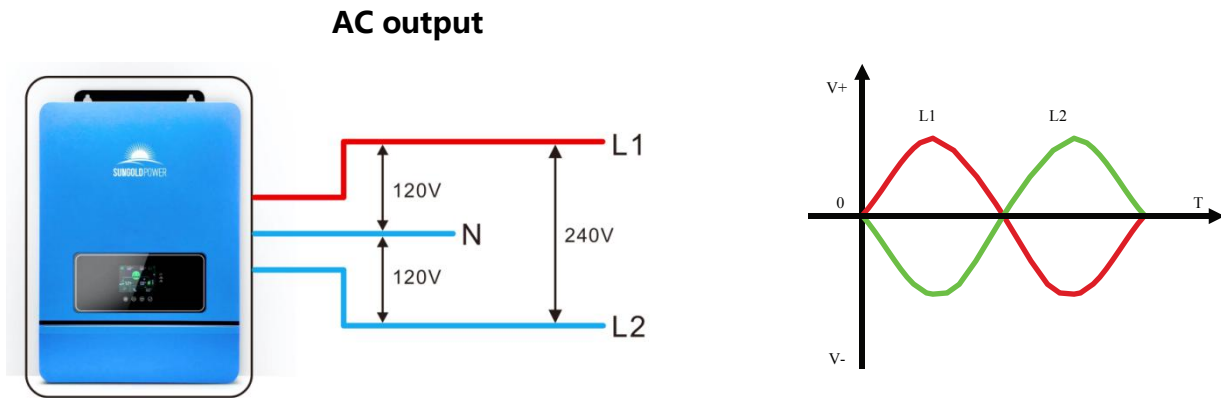 AC output
SUNGOLDPOWER
L1
120V
N
240V
120V
L2
V+
L1
L2
0
T
V-